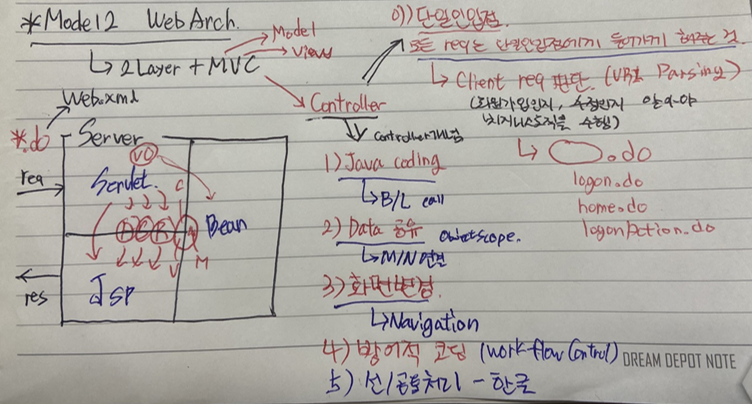 *Model2 Web Arch.
↳ 2Layer + MVC
→ Model
→ View
Controller
Web.xml
*.do
Server
req
res
VO
Servlet.
Bean
JSP
C
V
M
0) 단일인입점
모든 req는 단일인입점에게 들어가게 해주는 것
↳ Client req 판단. (URL Parsing)
(회원가입인지, 수정인지 알아야
비지니스로직을 수행)
↳ .do
logon.do
home.do
logonAction.do
Controller개념
1) Java coding
↳ B/L call
2) Data 공유 ObjectScope.
↳ M/N 연결
3) 화면변경
↳ Navigation
4) 방어적 코딩 (work flow Control)
5) 선/공통처리 - 한글
DREAM DEPOT NOTE